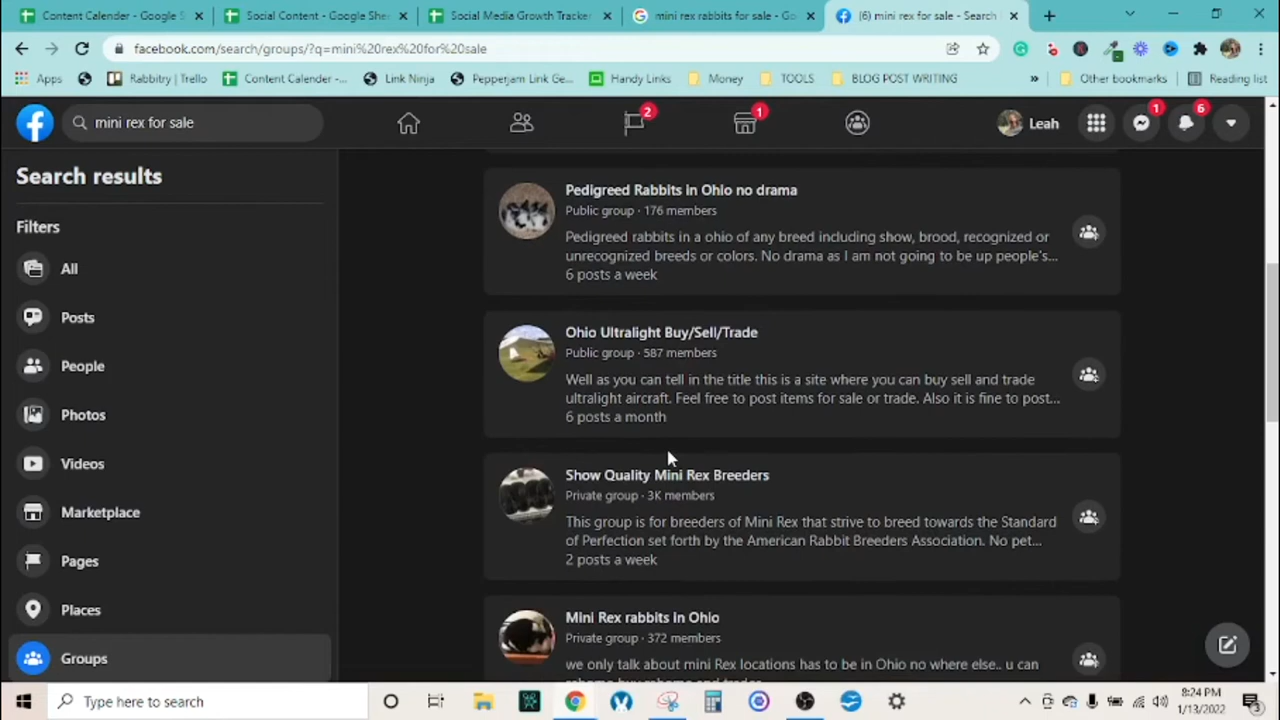 Content Calender - Google S
Social Content - Google She
Social Media Growth Tracker
mini rex rabbits for sale - Go
(6) mini rex for sale - Search
facebook.com/search/groups/?q=mini%20rex%20for%20sale
Apps
Rabbitry | Trello
Content Calender -...
Link Ninja
Pepperjam Link Ge...
Handy Links
Money
TOOLS
BLOG POST WRITING
»
Other bookmarks
Reading list
mini rex for sale
2
1
Leah
1
6
Search results
Filters
All
Posts
People
Photos
Videos
Marketplace
Pages
Places
Groups
Pedigreed Rabbits in Ohio no drama
Public group · 176 members
Pedigreed rabbits in a ohio of any breed including show, brood, recognized or
unrecognized breeds or colors. No drama as I am not going to be up people's...
6 posts a week
Ohio Ultralight Buy/Sell/Trade
Public group · 587 members
Well as you can tell in the title this is a site where you can buy sell and trade
ultralight aircraft. Feel free to post items for sale or trade. Also it is fine to post...
6 posts a month
Show Quality Mini Rex Breeders
Private group · 3K members
This group is for breeders of Mini Rex that strive to breed towards the Standard
of Perfection set forth by the American Rabbit Breeders Association. No pet...
2 posts a week
Mini Rex rabbits in Ohio
Private group · 372 members
we only talk about mini Rex locations has to be in Ohio no where else.. u can
Type here to search
8:24 PM
1/13/2022
3